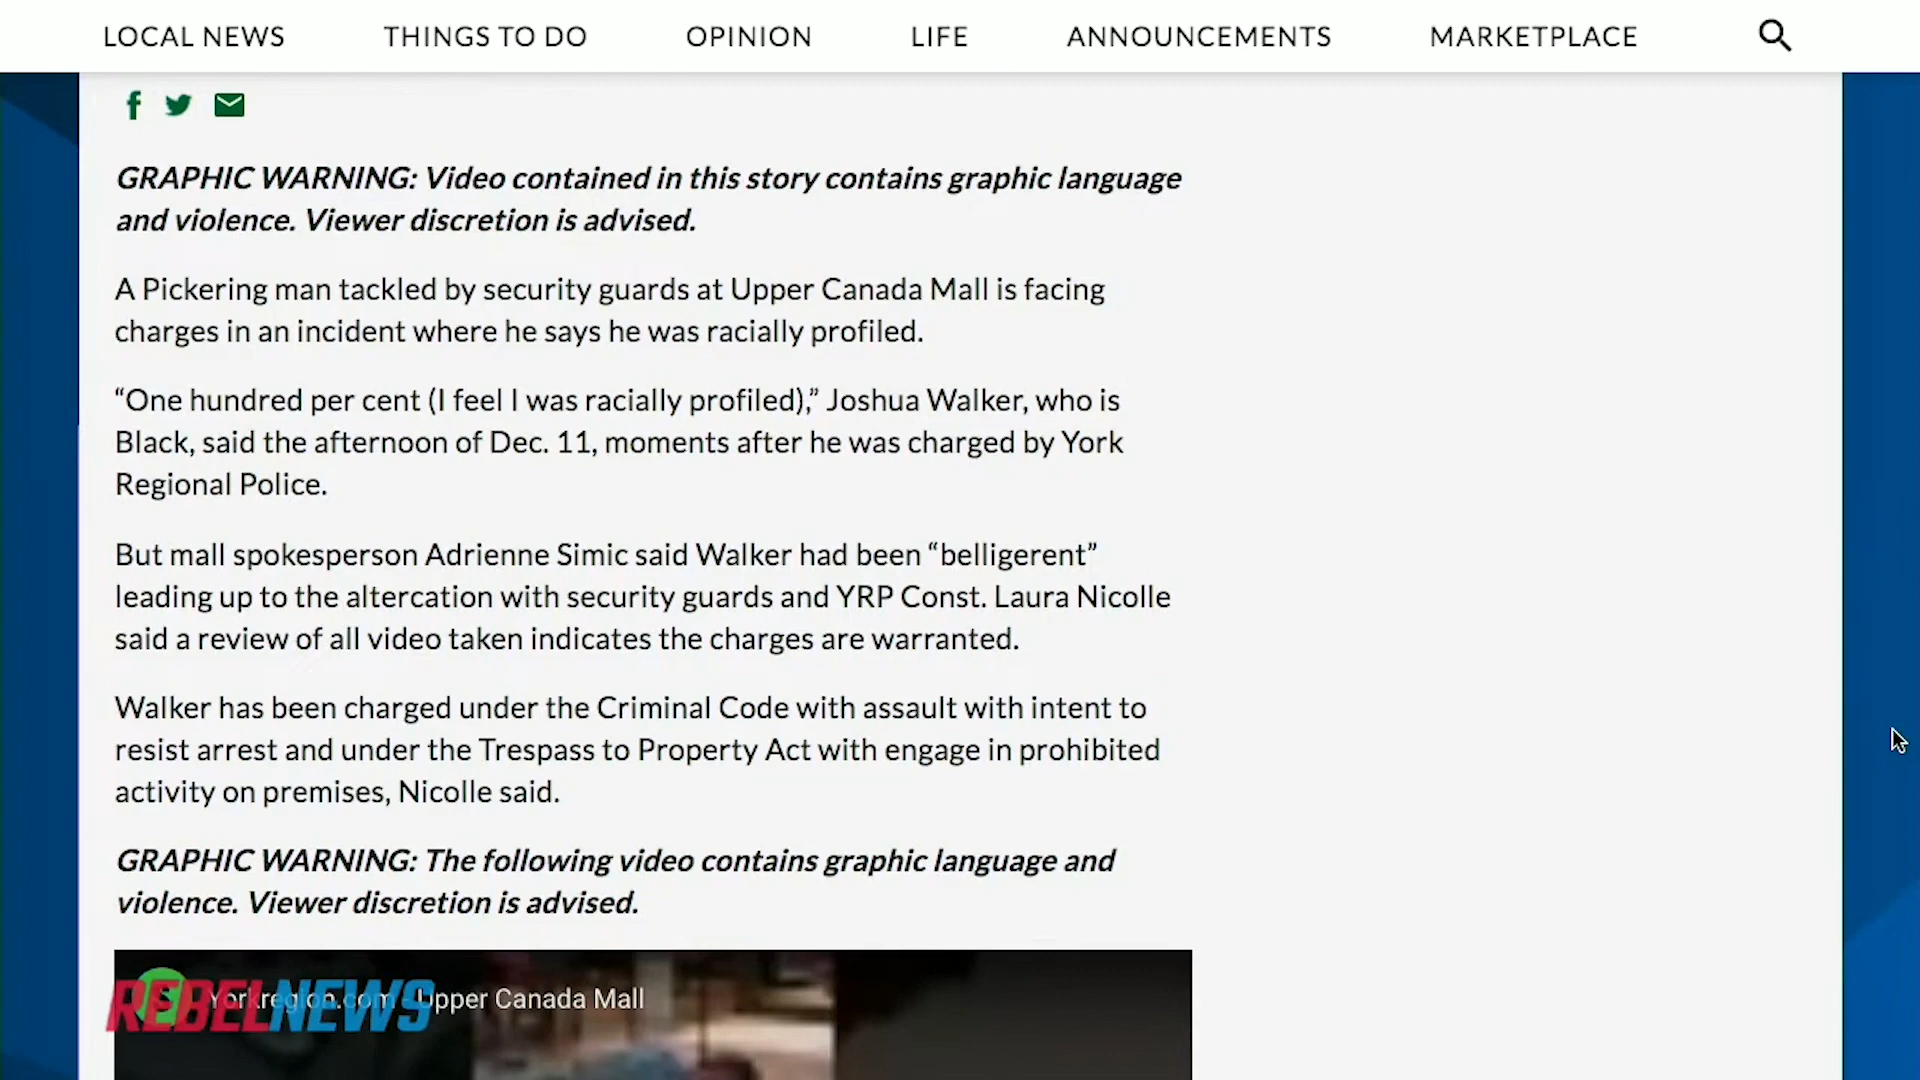 LOCAL NEWS THINGS TO DO OPINION LIFE ANNOUNCEMENTS MARKETPLACE
GRAPHIC WARNING: Video contained in this story contains graphic language
and violence. Viewer discretion is advised.
A Pickering man tackled by security guards at Upper Canada Mall is facing
charges in an incident where he says he was racially profiled.
“One hundred per cent (I feel I was racially profiled),” Joshua Walker, who is
Black, said the afternoon of Dec. 11, moments after he was charged by York
Regional Police.
But mall spokesperson Adrienne Simic said Walker had been “belligerent”
leading up to the altercation with security guards and YRP Const. Laura Nicolle
said a review of all video taken indicates the charges are warranted.
Walker has been charged under the Criminal Code with assault with intent to
resist arrest and under the Trespass to Property Act with engage in prohibited
activity on premises, Nicolle said.
GRAPHIC WARNING: The following video contains graphic language and
violence. Viewer discretion is advised.
Yorkregion.com - Upper Canada Mall
REBELNEWS